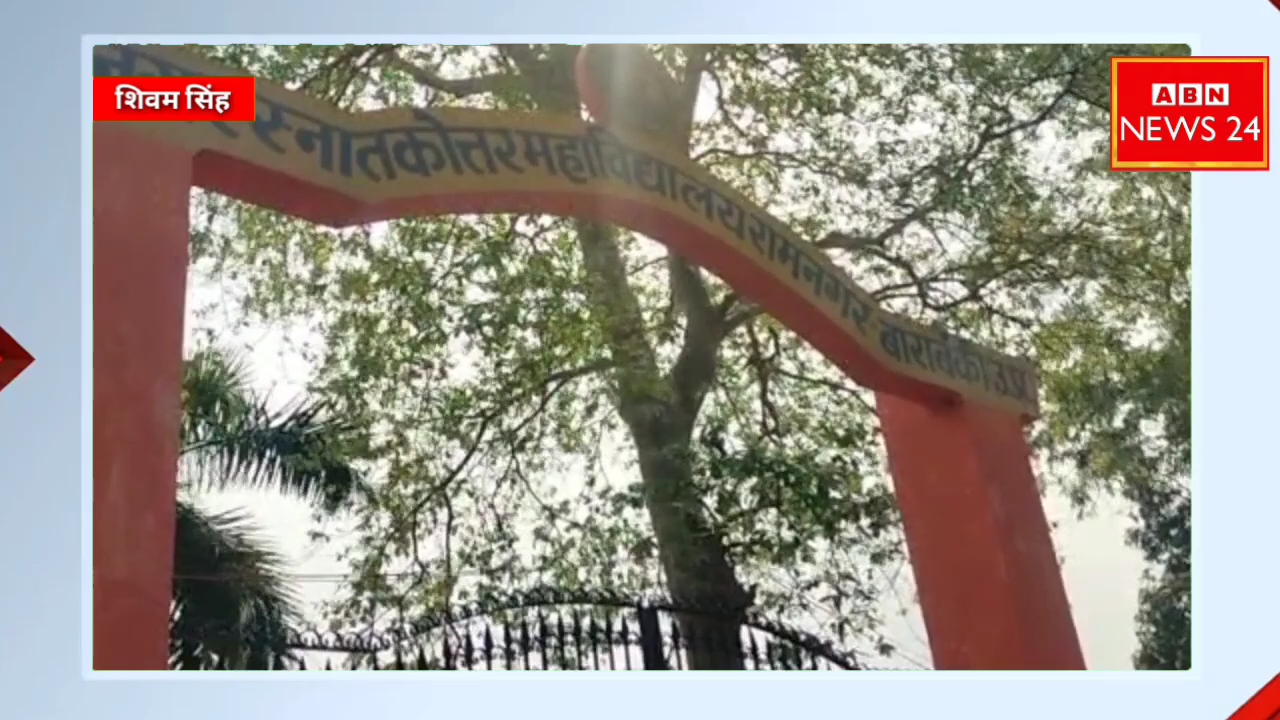 शिवम सिंह
ABN
NEWS 24
स्नातकोत्तर महाविद्यालय रामनगर बाराबंकी उ.प्र.